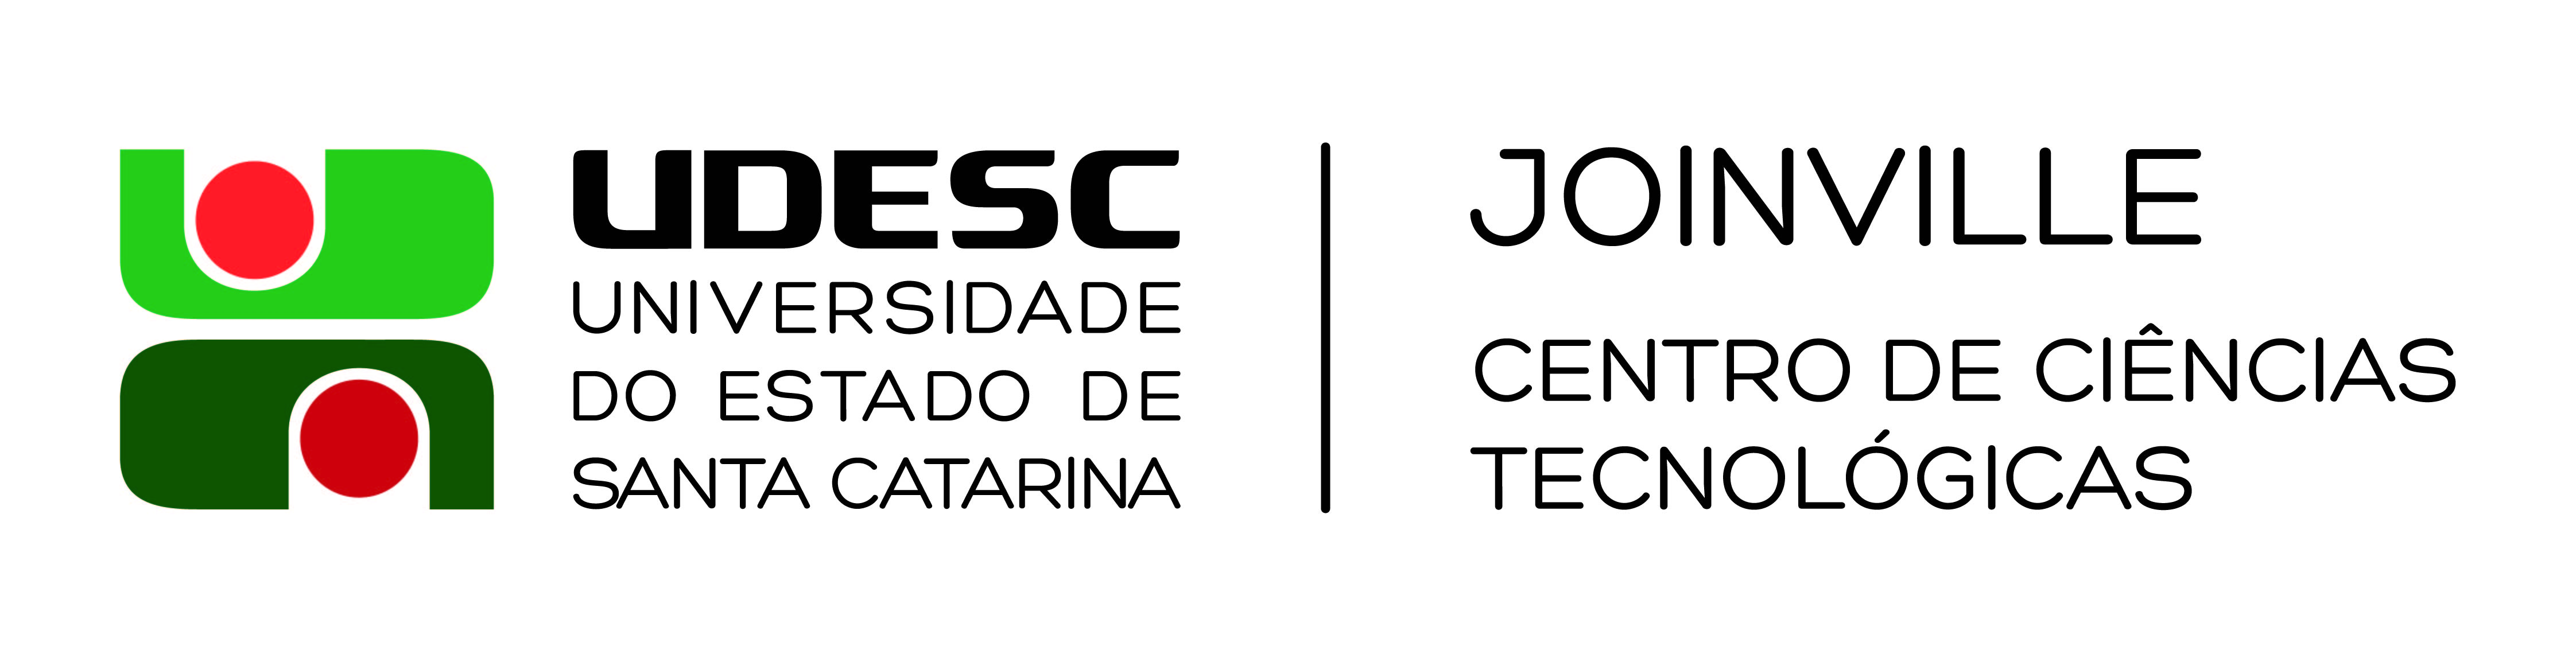 UDESC
UNIVERSIDADE
DO ESTADO DE
SANTA CATARINA
JOINVILLE
CENTRO DE CIÊNCIAS
TECNOLÓGICAS